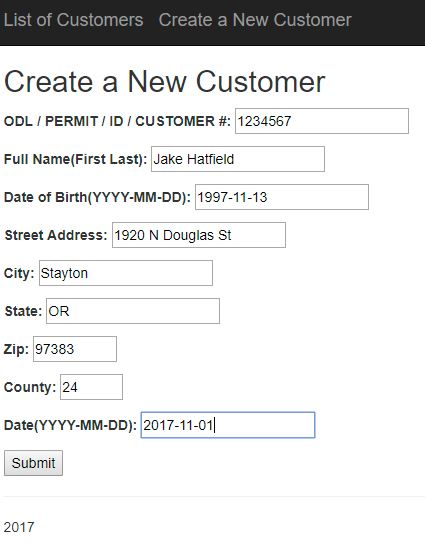 List of Customers Create a New Customer
Create a New Customer
ODL / PERMIT / ID / CUSTOMER #: 1234567
Full Name(First Last): Jake Hatfield
Date of Birth(YYYY-MM-DD): 1997-11-13
Street Address: 1920 N Douglas St
City: Stayton
State: OR
Zip: 97383
County: 24
Date(YYYY-MM-DD): 2017-11-01
Submit
2017